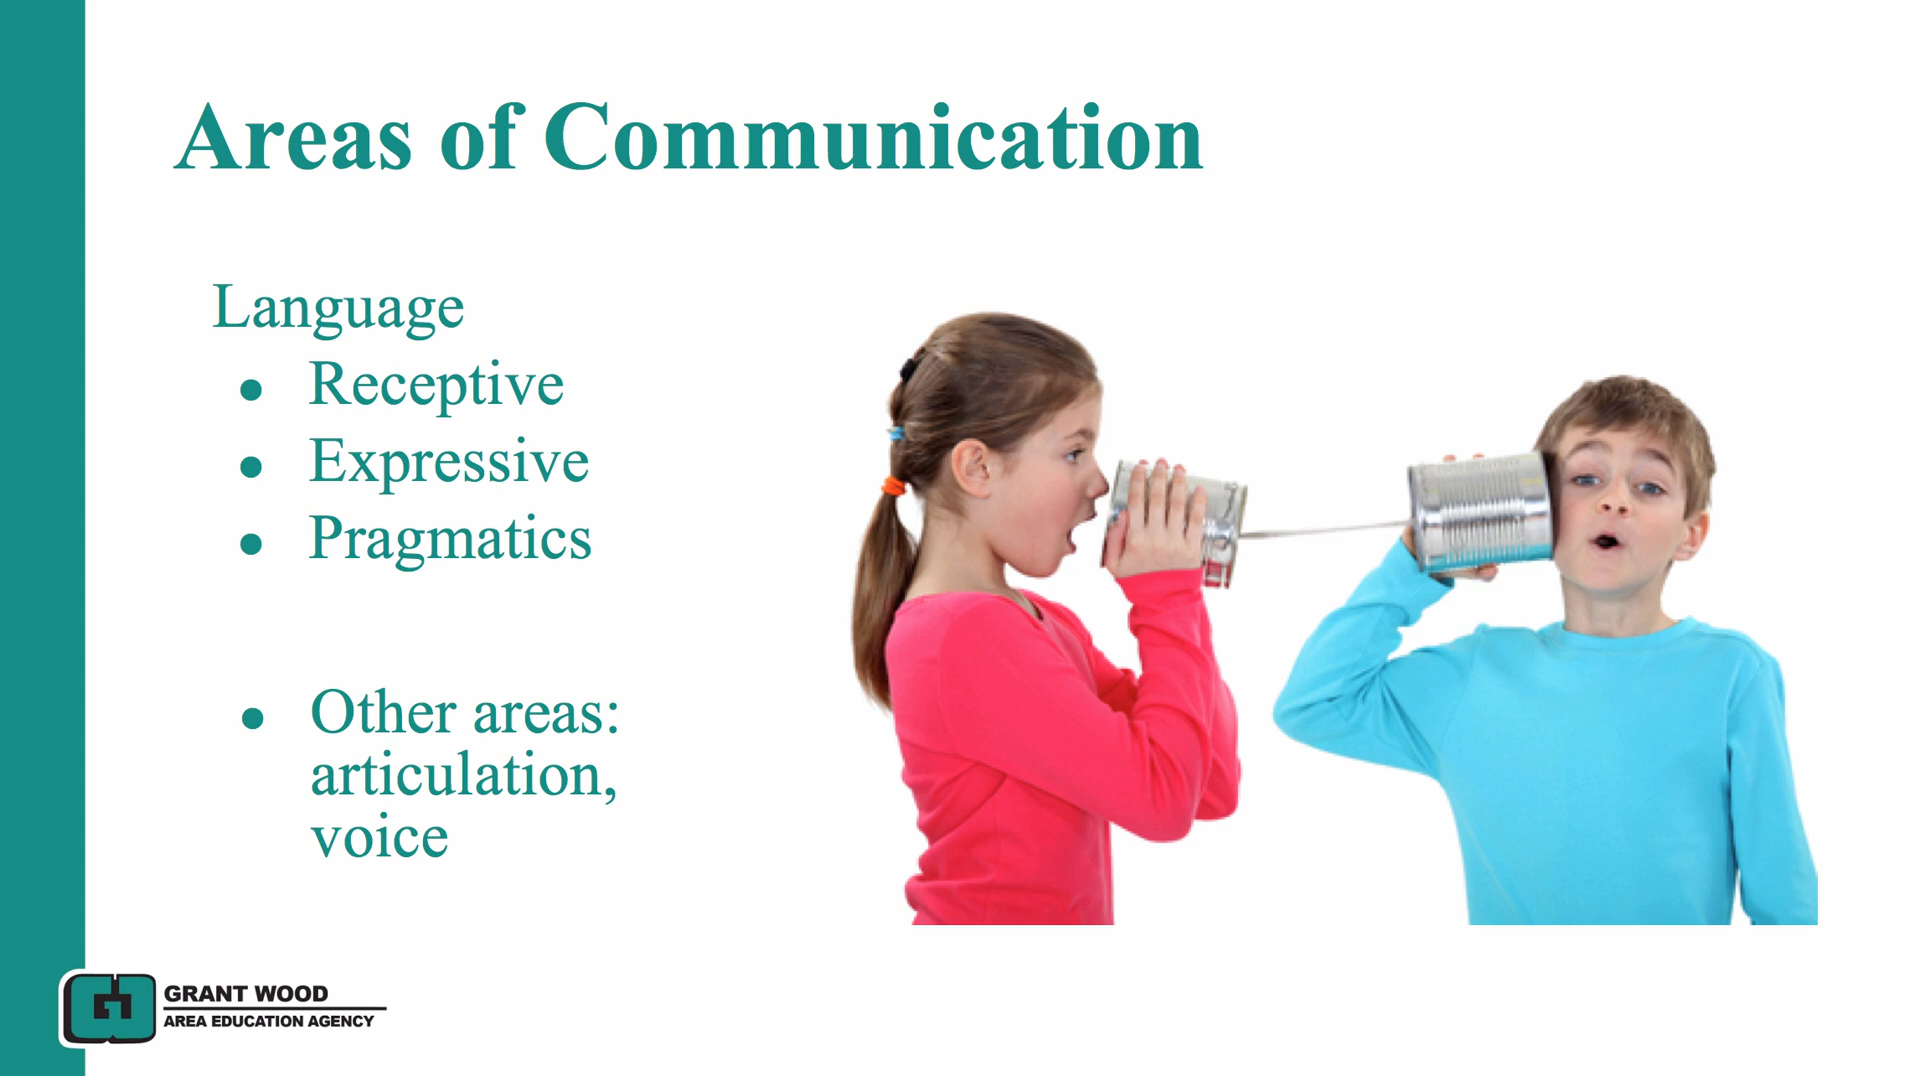 Areas of Communication
Language
● Receptive
● Expressive
● Pragmatics
● Other areas:
articulation,
voice
GRANT WOOD
AREA EDUCATION AGENCY